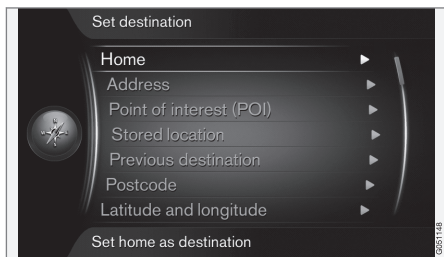 Set destination
Home
Address
Point of interest (POI)
Stored location
Previous destination
Postcode
Latitude and longitude
Set home as destination
G051148